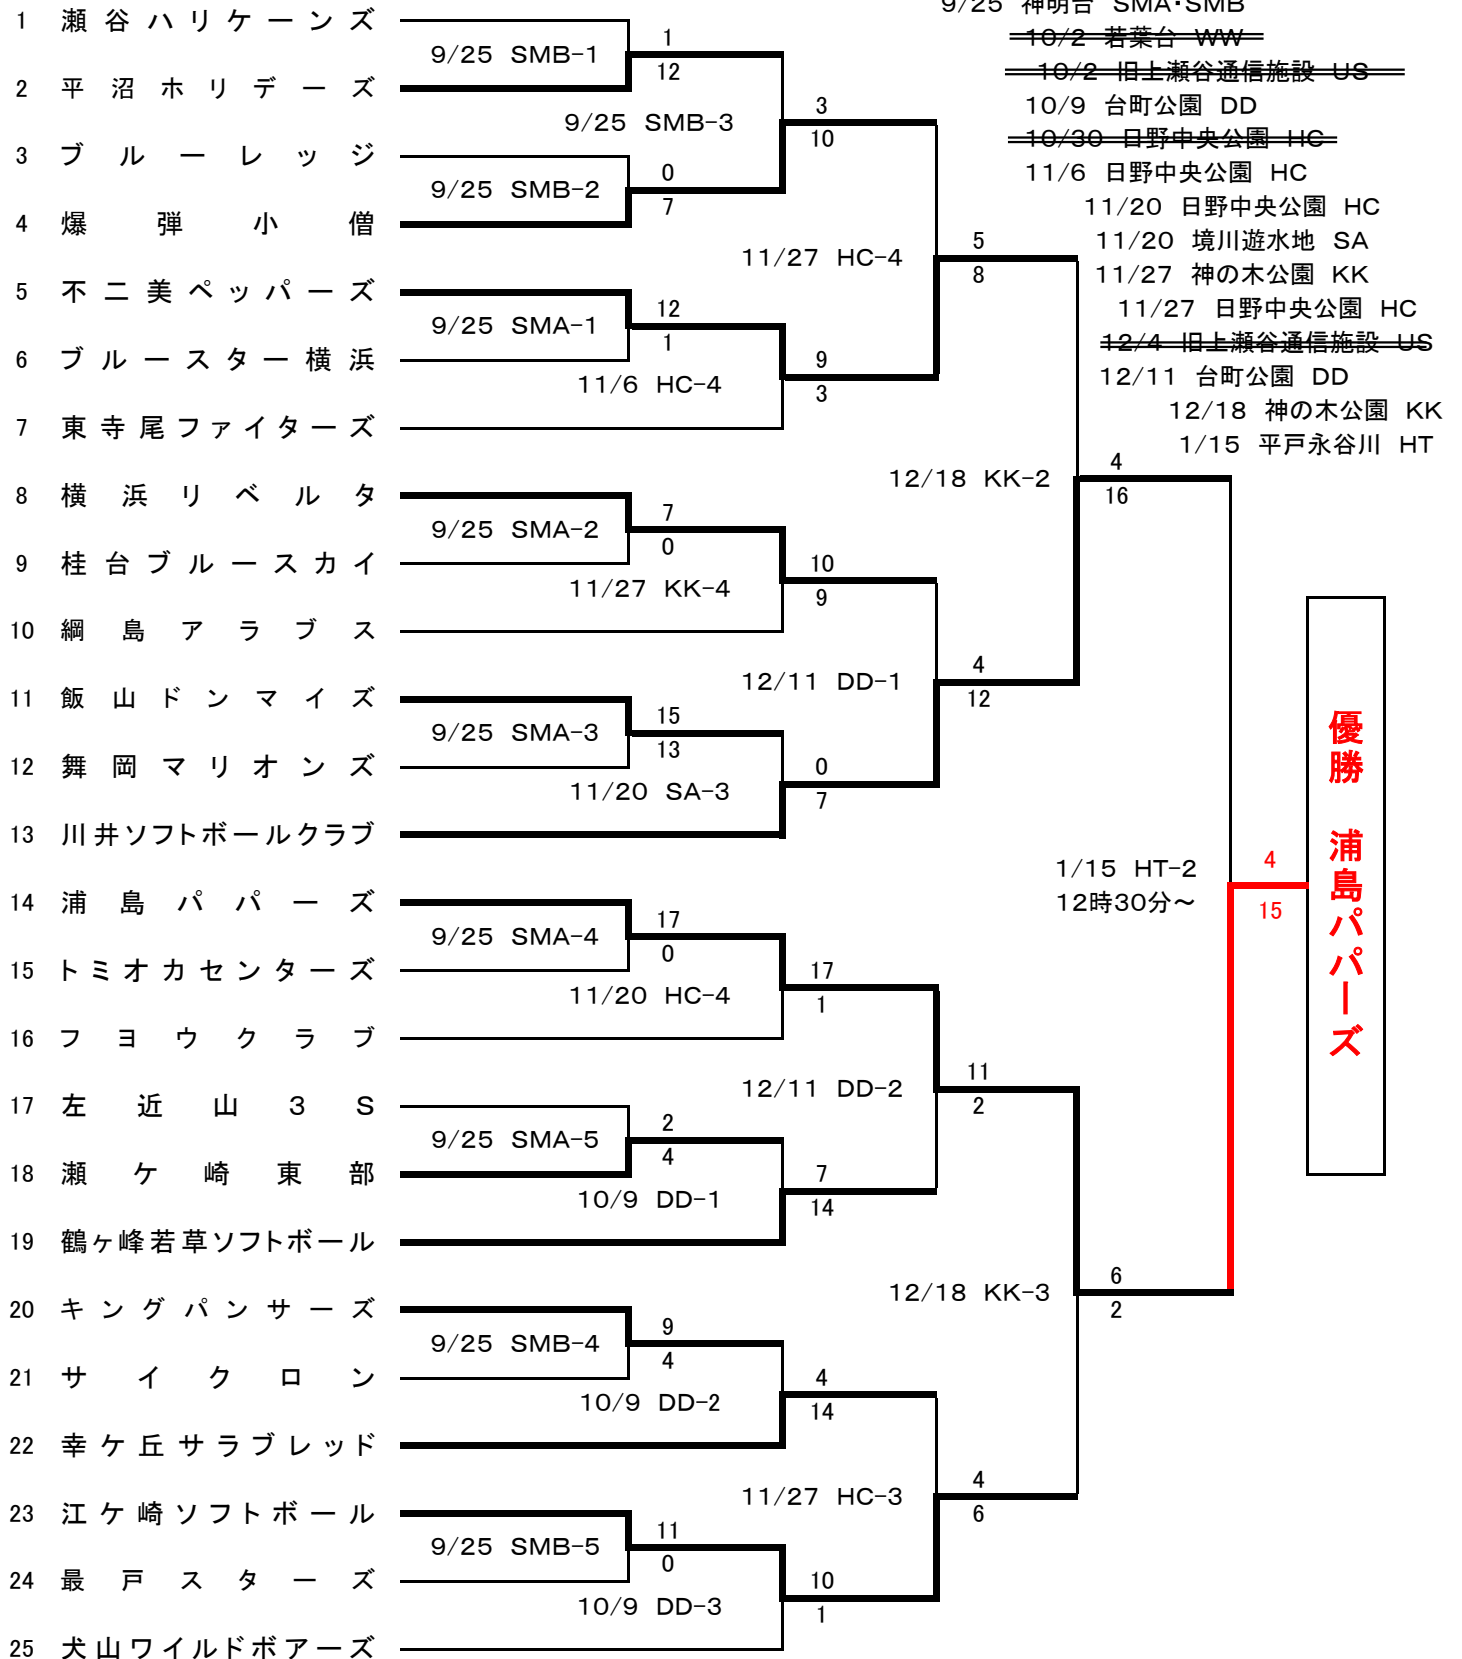 9/25 神明台 SMA・SMB
10/2 若葉台 WW
10/2 旧上瀬谷通信施設 US
10/9 台町公園 DD
10/30 日野中央公園 HC
11/6 日野中央公園 HC
11/20 日野中央公園 HC
11/20 境川遊水地 SA
11/27 神の木公園 KK
11/27 日野中央公園 HC
12/4 旧上瀬谷通信施設 US
12/11 台町公園 DD
12/18 神の木公園 KK
1/15 平戸永谷川 HT
1 瀬谷ハリケーンズ
9/25 SMB-1
1
12
2 平沼ホリデーズ
9/25 SMB-3
3
10
3 ブルーレッジ
9/25 SMB-2
0
7
4 爆弾小僧
11/27 HC-4
5
8
5 不二美ペッパーズ
9/25 SMA-1
12
1
6 ブルースター横浜
11/6 HC-4
9
3
7 東寺尾ファイターズ
12/18 KK-2
4
16
8 横浜リベルタ
9/25 SMA-2
7
0
9 桂台ブルースカイ
11/27 KK-4
10
9
10 綱島アラブス
12/11 DD-1
4
12
11 飯山ドンマイズ
9/25 SMA-3
15
13
12 舞岡マリオンズ
11/20 SA-3
0
7
13 川井ソフトボールクラブ
1/15 HT-2
12時30分～
4
15
優勝 浦島パパーズ
14 浦島パパーズ
9/25 SMA-4
17
0
15 トミオカセンターズ
11/20 HC-4
17
1
16 フヨウクラブ
12/11 DD-2
11
2
17 左近山3S
9/25 SMA-5
2
4
18 瀬ケ崎東部
10/9 DD-1
7
14
19 鶴ヶ峰若草ソフトボール
12/18 KK-3
6
2
20 キングパンサーズ
9/25 SMB-4
9
4
21 サイクロン
10/9 DD-2
4
14
22 幸ケ丘サラブレッド
11/27 HC-3
4
6
23 江ケ崎ソフトボール
9/25 SMB-5
11
0
24 最戸スターズ
10/9 DD-3
10
1
25 犬山ワイルドボアーズ